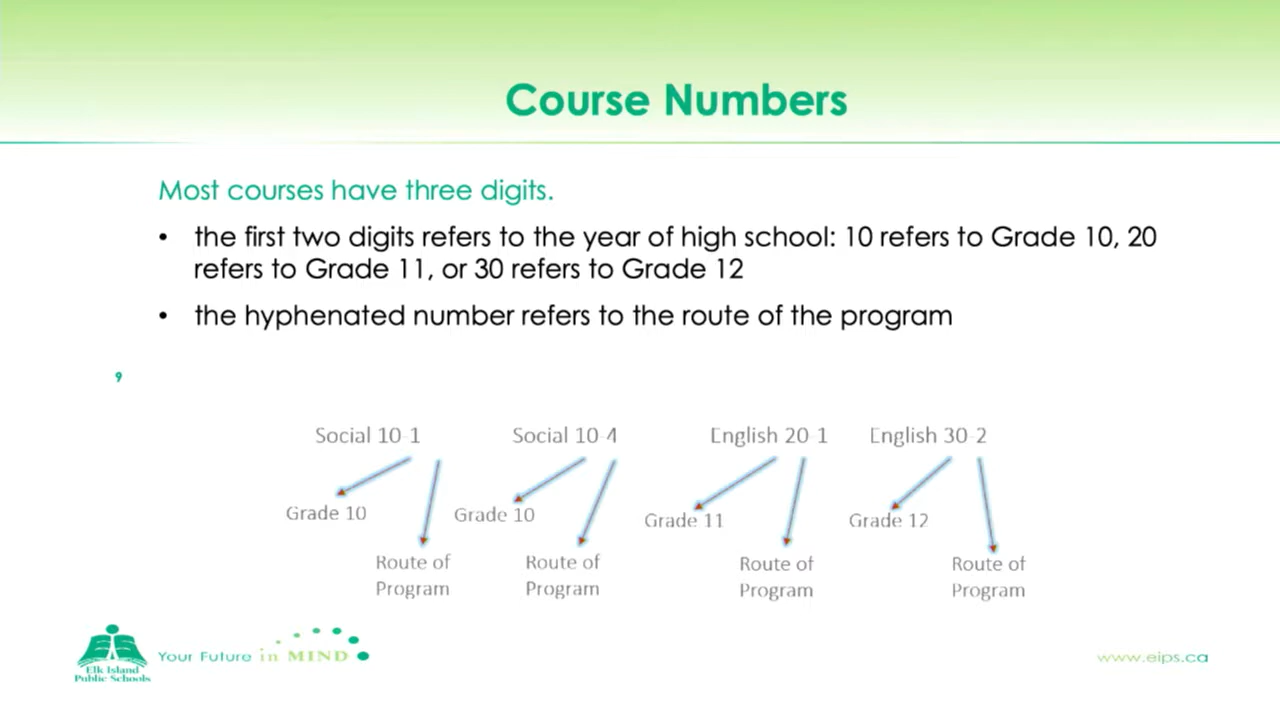 Course Numbers
Most courses have three digits.
• the first two digits refers to the year of high school: 10 refers to Grade 10, 20
refers to Grade 11, or 30 refers to Grade 12
• the hyphenated number refers to the route of the program
9
Social 10-1 Social 10-4 English 20-1 English 30-2
Grade 10 Grade 10 Grade 11 Grade 12
Route of Route of Route of Route of
Program Program Program Program
Elk Island
Public Schools
Your Future in MIND
www.eips.ca